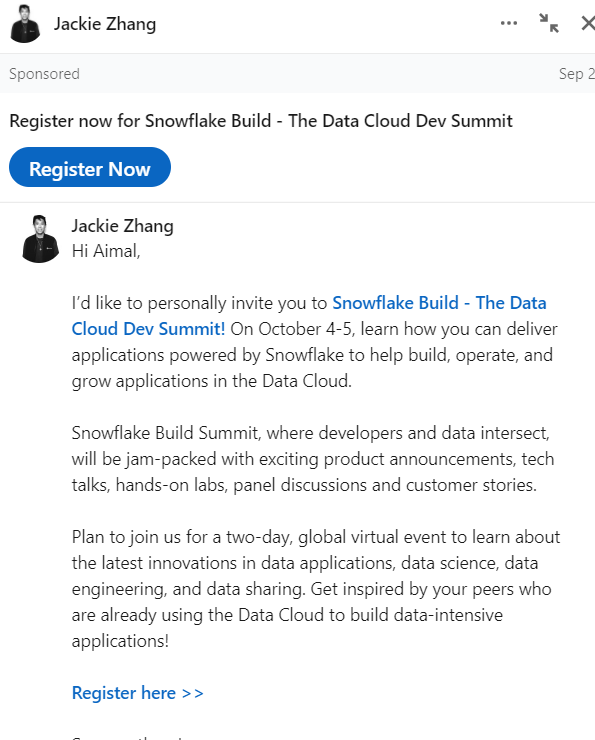 Jackie Zhang
Sponsored
Sep 2
Register now for Snowflake Build - The Data Cloud Dev Summit
Register Now
Jackie Zhang
Hi Aimal,
I'd like to personally invite you to Snowflake Build - The Data
Cloud Dev Summit! On October 4-5, learn how you can deliver
applications powered by Snowflake to help build, operate, and
grow applications in the Data Cloud.
Snowflake Build Summit, where developers and data intersect,
will be jam-packed with exciting product announcements, tech
talks, hands-on labs, panel discussions and customer stories.
Plan to join us for a two-day, global virtual event to learn about
the latest innovations in data applications, data science, data
engineering, and data sharing. Get inspired by your peers who
are already using the Data Cloud to build data-intensive
applications!
Register here >>